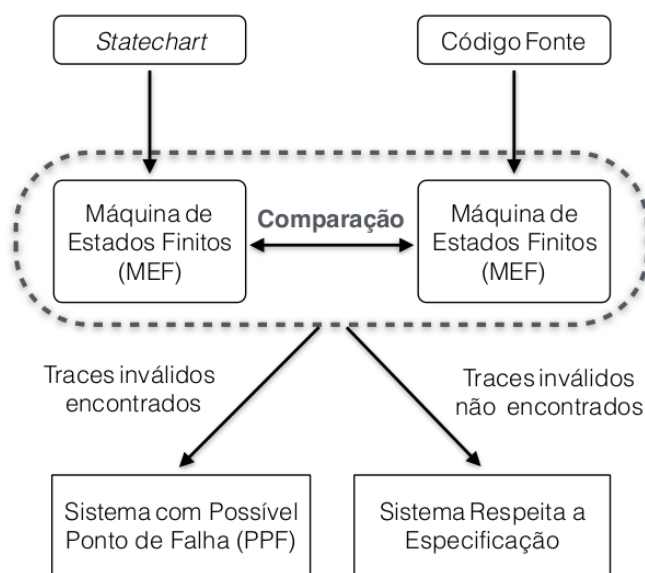 Statechart
Código Fonte
Máquina de
Estados Finitos
(MEF)
Comparação
Máquina de
Estados Finitos
(MEF)
Traces inválidos
encontrados
Traces inválidos
não encontrados
Sistema com Possível
Ponto de Falha (PPF)
Sistema Respeita a
Especificação